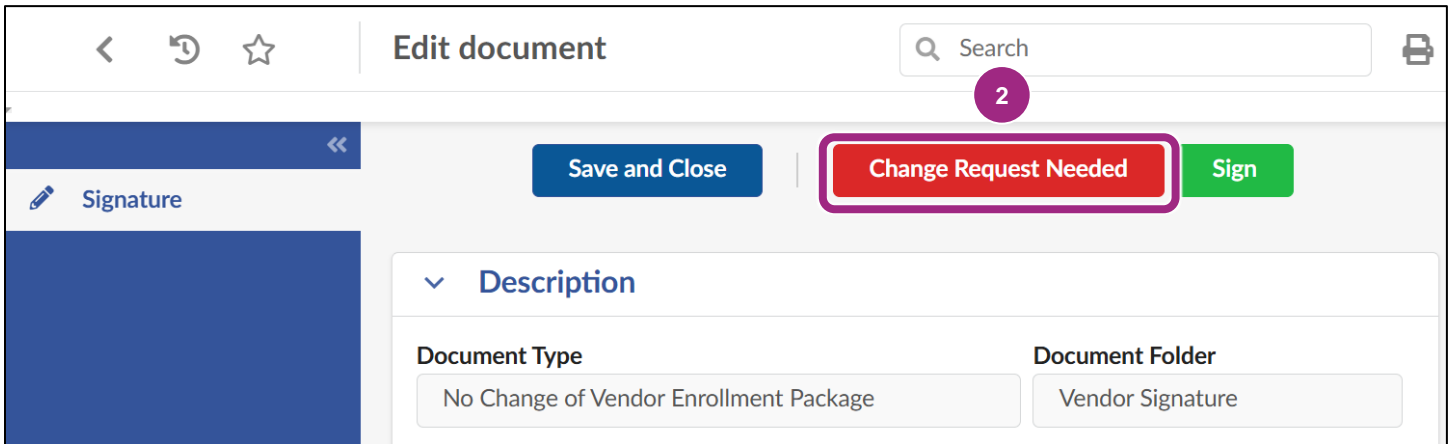 Edit document
Search
2
Save and Close
Change Request Needed
Sign
Signature
Description
Document Type
Document Folder
No Change of Vendor Enrollment Package
Vendor Signature